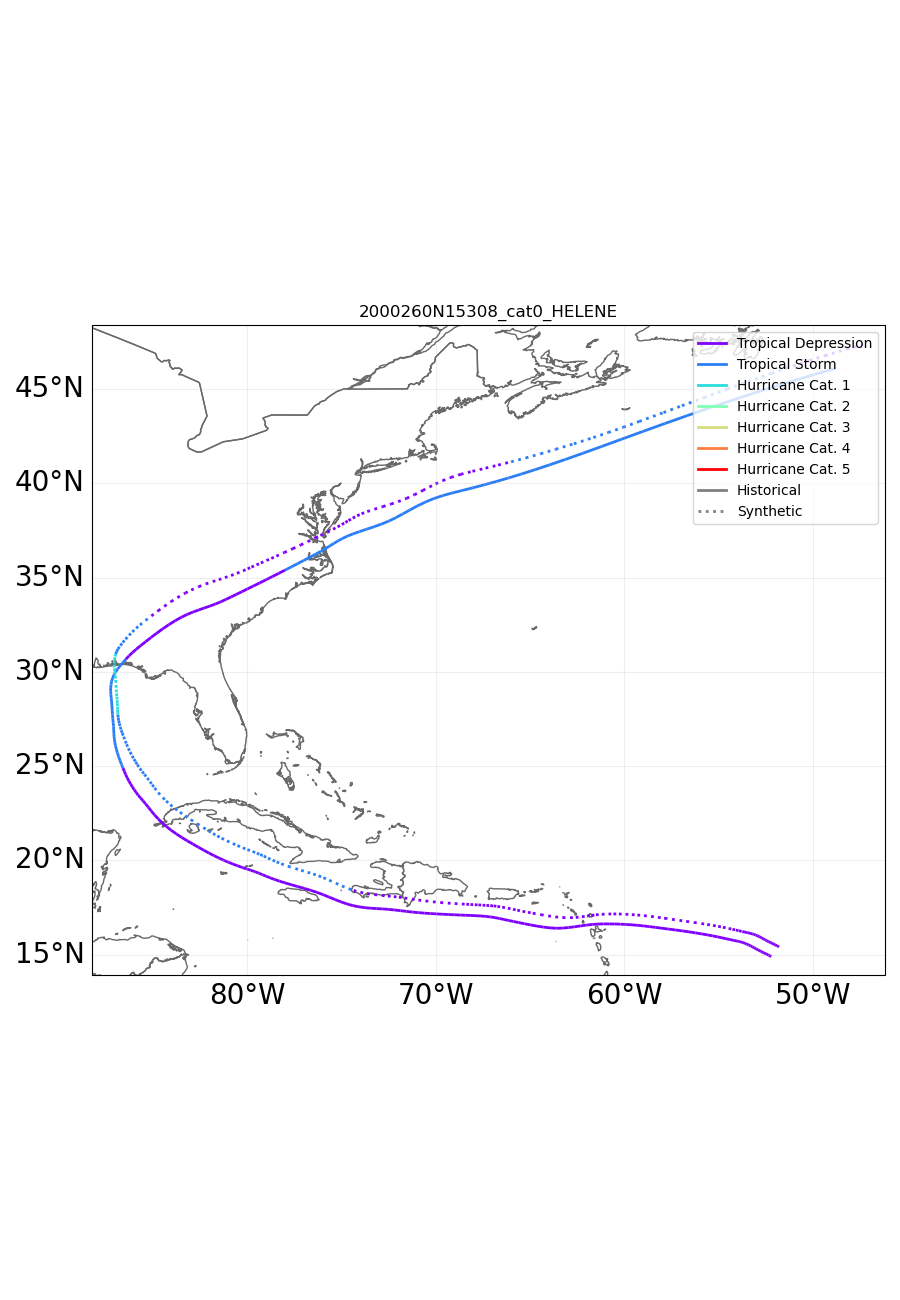 2000260N15308_cat0_HELENE
Tropical Depression
Tropical Storm
Hurricane Cat. 1
Hurricane Cat. 2
Hurricane Cat. 3
Hurricane Cat. 4
Hurricane Cat. 5
Historical
Synthetic
45°N
40°N
35°N
30°N
25°N
20°N
15°N
80°W
70°W
60°W
50°W